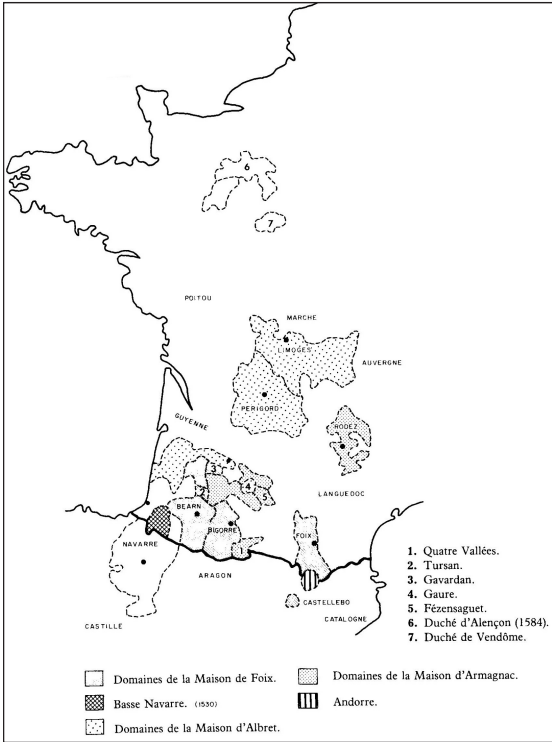 6
7
POITOU
MARCHE
LIMOGES
AUVERGNE
PERIGORD
GUYENNE
RODEZ
3
4
5
2
LANGUEDOC
BEARN
BIGORRE
FOIX
NAVARRE
1
ARAGON
CASTELLEBO
CATALOGNE
CASTILLE
1. Quatre Vallées.
2. Tursan.
3. Gavardan.
4. Gaure.
5. Fézensaguet.
6. Duché d'Alençon (1584).
7. Duché de Vendôme.
Domaines de la Maison de Foix.
Domaines de la Maison d'Armagnac.
Basse Navarre. (1530)
Andorre.
Domaines de la Maison d'Albret.